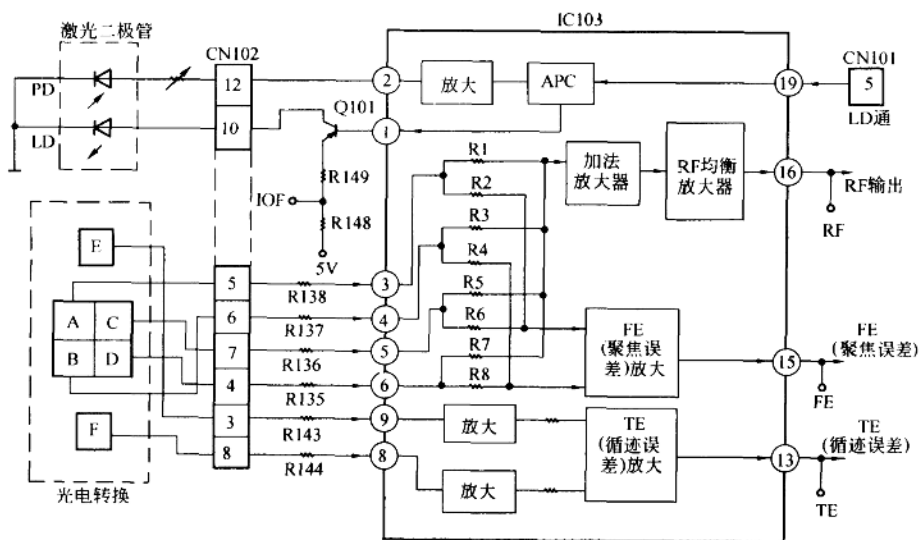 IC103
激光二极管
CN102
PD
LD
12
10
Q101
R149
IOF
R148
5V
2
1
放大
APC
19
CN101
5
LD通
R1
R2
R3
R4
R5
R6
R7
R8
加法
放大器
RF均衡
放大器
16
RF输出
RF
E
A
C
B
D
F
光电转换
5
6
7
4
3
8
R138
R137
R136
R135
R143
R144
3
4
5
6
9
8
FE
(聚焦误
差)放大
15
FE
(聚焦误差)
FE
放大
放大
TE
(循迹误
差)放大
13
TE
(循迹误差)
TE